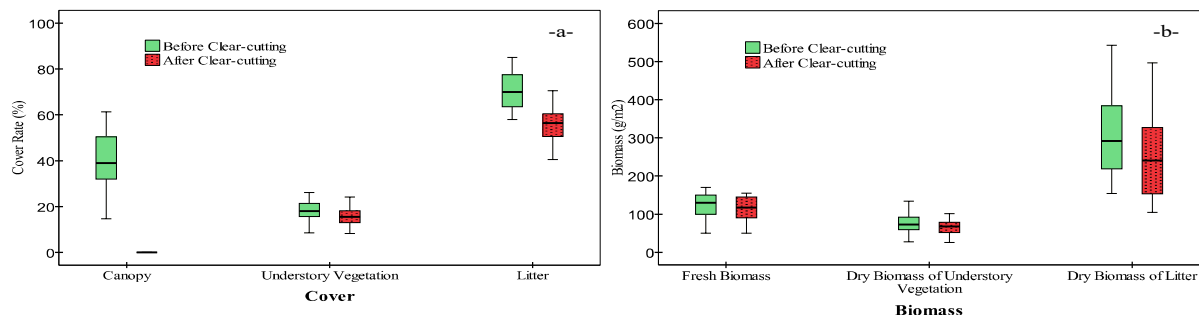 -a-
Before Clear-cutting
After Clear-cutting
Cover Rate (%)
100
80
60
40
20
0
Canopy
Understory Vegetation
Litter
Cover
-b-
Before Clear-cutting
After Clear-cutting
Biomass (g/m2)
600
500
400
300
200
100
0
Fresh Biomass
Dry Biomass of Understory
Vegetation
Dry Biomass of Litter
Biomass